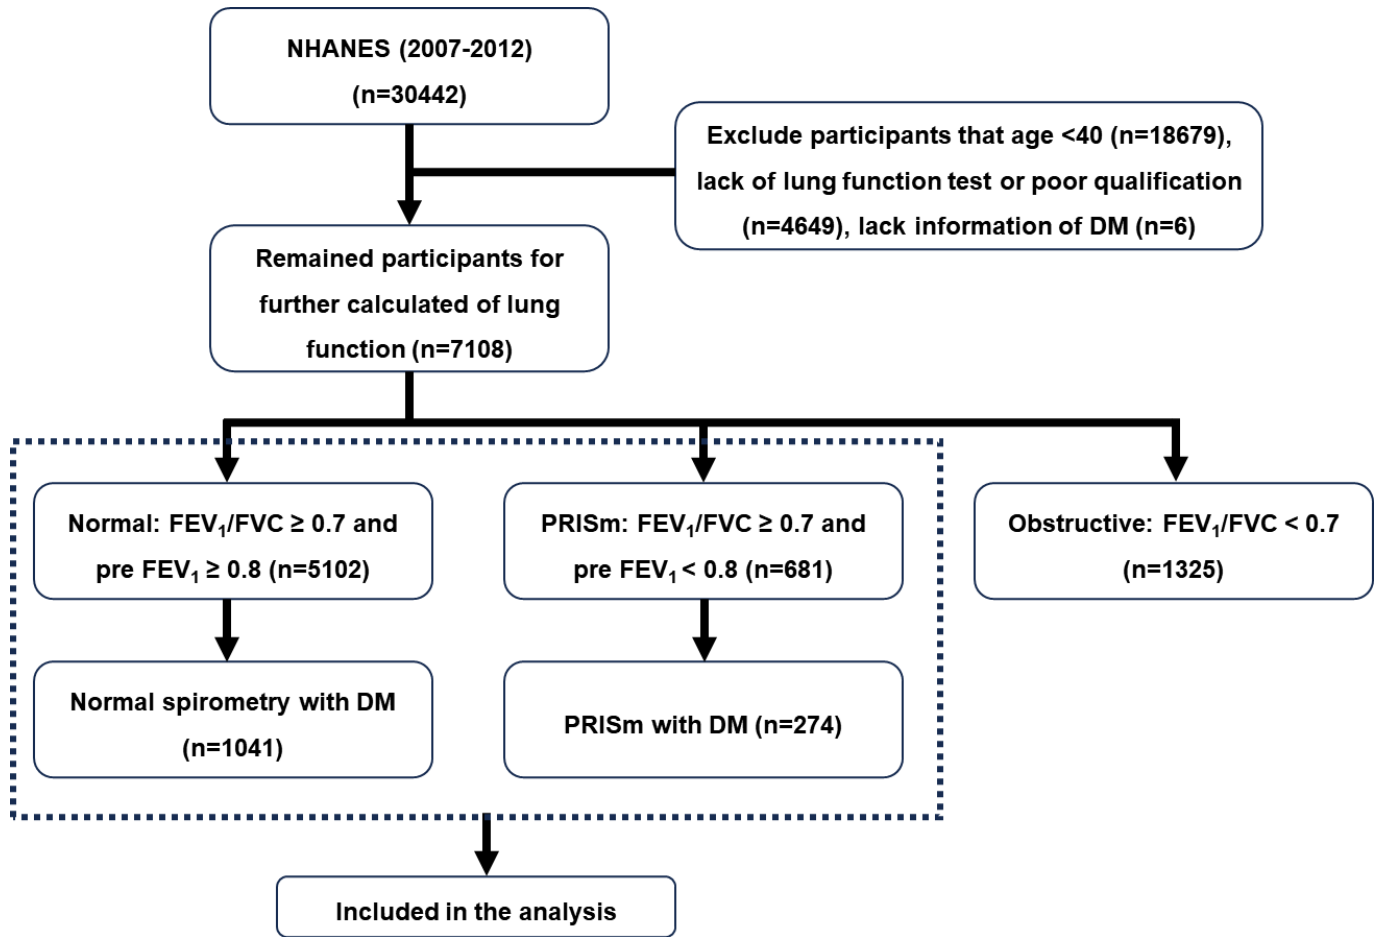 NHANES (2007-2012)
(n=30442)
Exclude participants that age <40 (n=18679),
lack of lung function test or poor qualification
(n=4649), lack information of DM (n=6)
Remained participants for
further calculated of lung
function (n=7108)
Normal: FEV₁/FVC ≥ 0.7 and
pre FEV₁ ≥ 0.8 (n=5102)
PRISm: FEV₁/FVC ≥ 0.7 and
pre FEV₁ < 0.8 (n=681)
Obstructive: FEV₁/FVC < 0.7
(n=1325)
Normal spirometry with DM
(n=1041)
PRISm with DM (n=274)
Included in the analysis